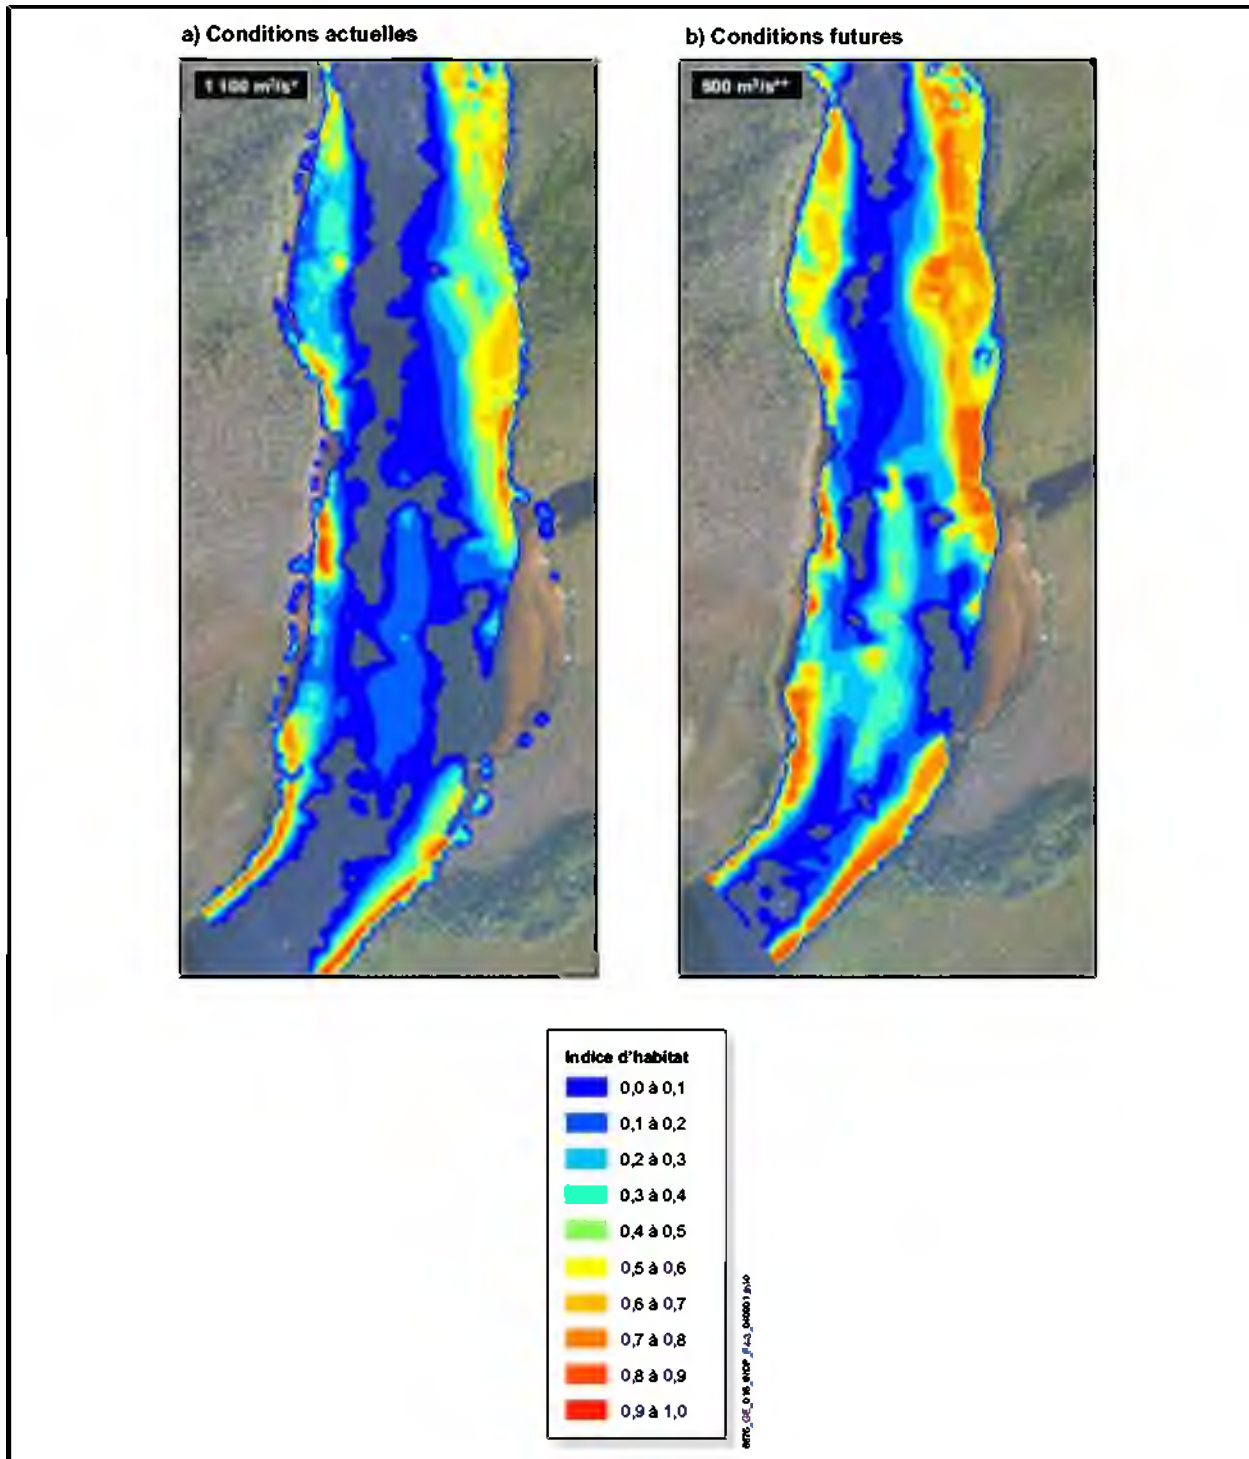 a) Conditions actuelles
b) Conditions futures
1 100 m³/s*
500 m³/s**
Indice d'habitat
0,0 à 0,1
0,1 à 0,2
0,2 à 0,3
0,3 à 0,4
0,4 à 0,5
0,5 à 0,6
0,6 à 0,7
0,7 à 0,8
0,8 à 0,9
0,9 à 1,0